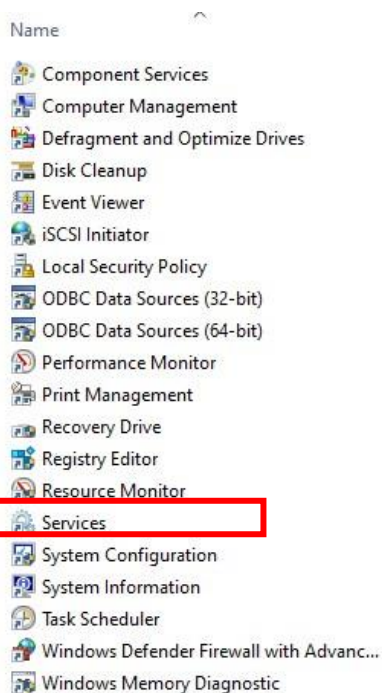 Name
Component Services
Computer Management
Defragment and Optimize Drives
Disk Cleanup
Event Viewer
iSCSI Initiator
Local Security Policy
ODBC Data Sources (32-bit)
ODBC Data Sources (64-bit)
Performance Monitor
Print Management
Recovery Drive
Registry Editor
Resource Monitor
Services
System Configuration
System Information
Task Scheduler
Windows Defender Firewall with Advanc...
Windows Memory Diagnostic